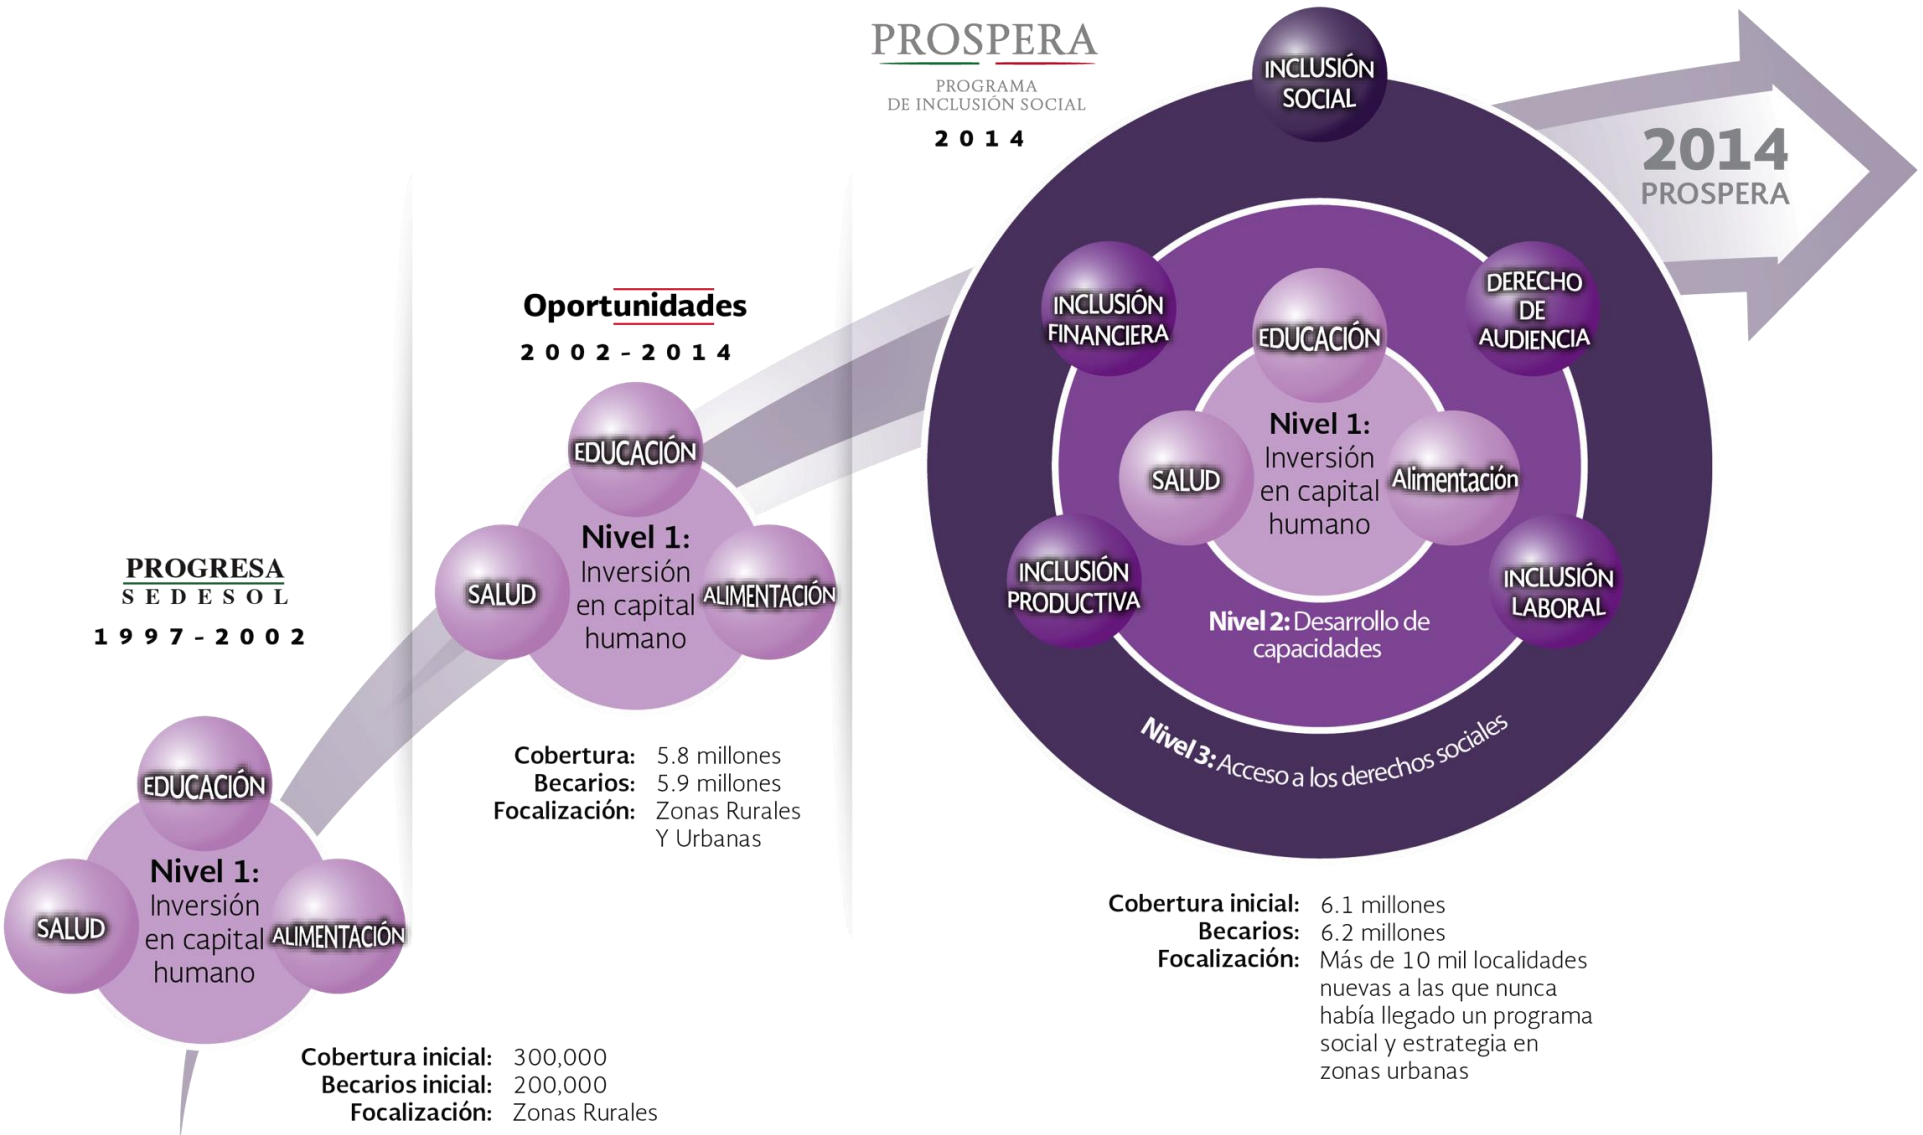 PROGRESA
SEDESOL
1997-2002
EDUCACIÓN
SALUD
Nivel 1:
Inversión
en capital
humano
ALIMENTACIÓN
Cobertura inicial: 300,000
Becarios inicial: 200,000
Focalización: Zonas Rurales
Oportunidades
2002-2014
EDUCACIÓN
SALUD
Nivel 1:
Inversión
en capital
humano
ALIMENTACIÓN
Cobertura: 5.8 millones
Becarios: 5.9 millones
Focalización: Zonas Rurales
Y Urbanas
PROSPERA
PROGRAMA
DE INCLUSIÓN SOCIAL
2014
INCLUSIÓN
SOCIAL
INCLUSIÓN
FINANCIERA
DERECHO
DE
AUDIENCIA
EDUCACIÓN
SALUD
Nivel 1:
Inversión
en capital
humano
Alimentación
INCLUSIÓN
PRODUCTIVA
INCLUSIÓN
LABORAL
Nivel 2: Desarrollo de
capacidades
Nivel 3: Acceso a los derechos sociales
2014
PROSPERA
Cobertura inicial: 6.1 millones
Becarios: 6.2 millones
Focalización: Más de 10 mil localidades
nuevas a las que nunca
había llegado un programa
social y estrategia en
zonas urbanas